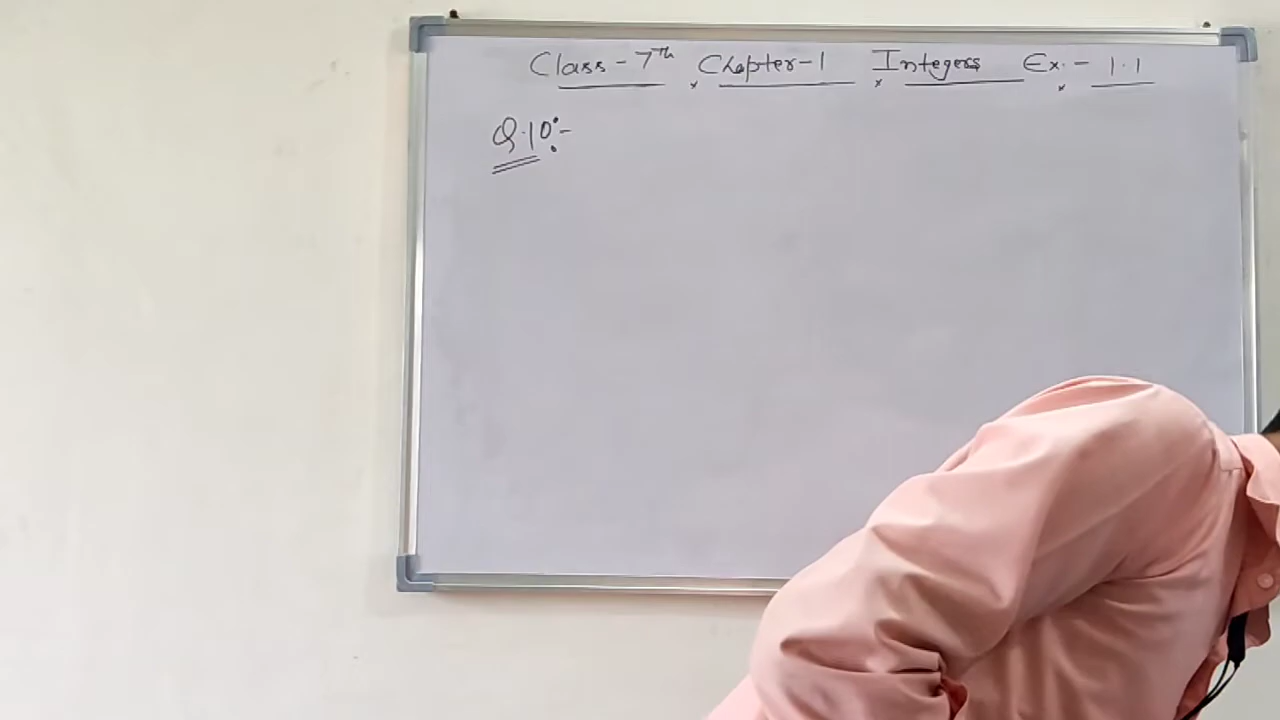 Class - 7th Chapter - 1 Integers Ex. - 1.1
Q.10:-